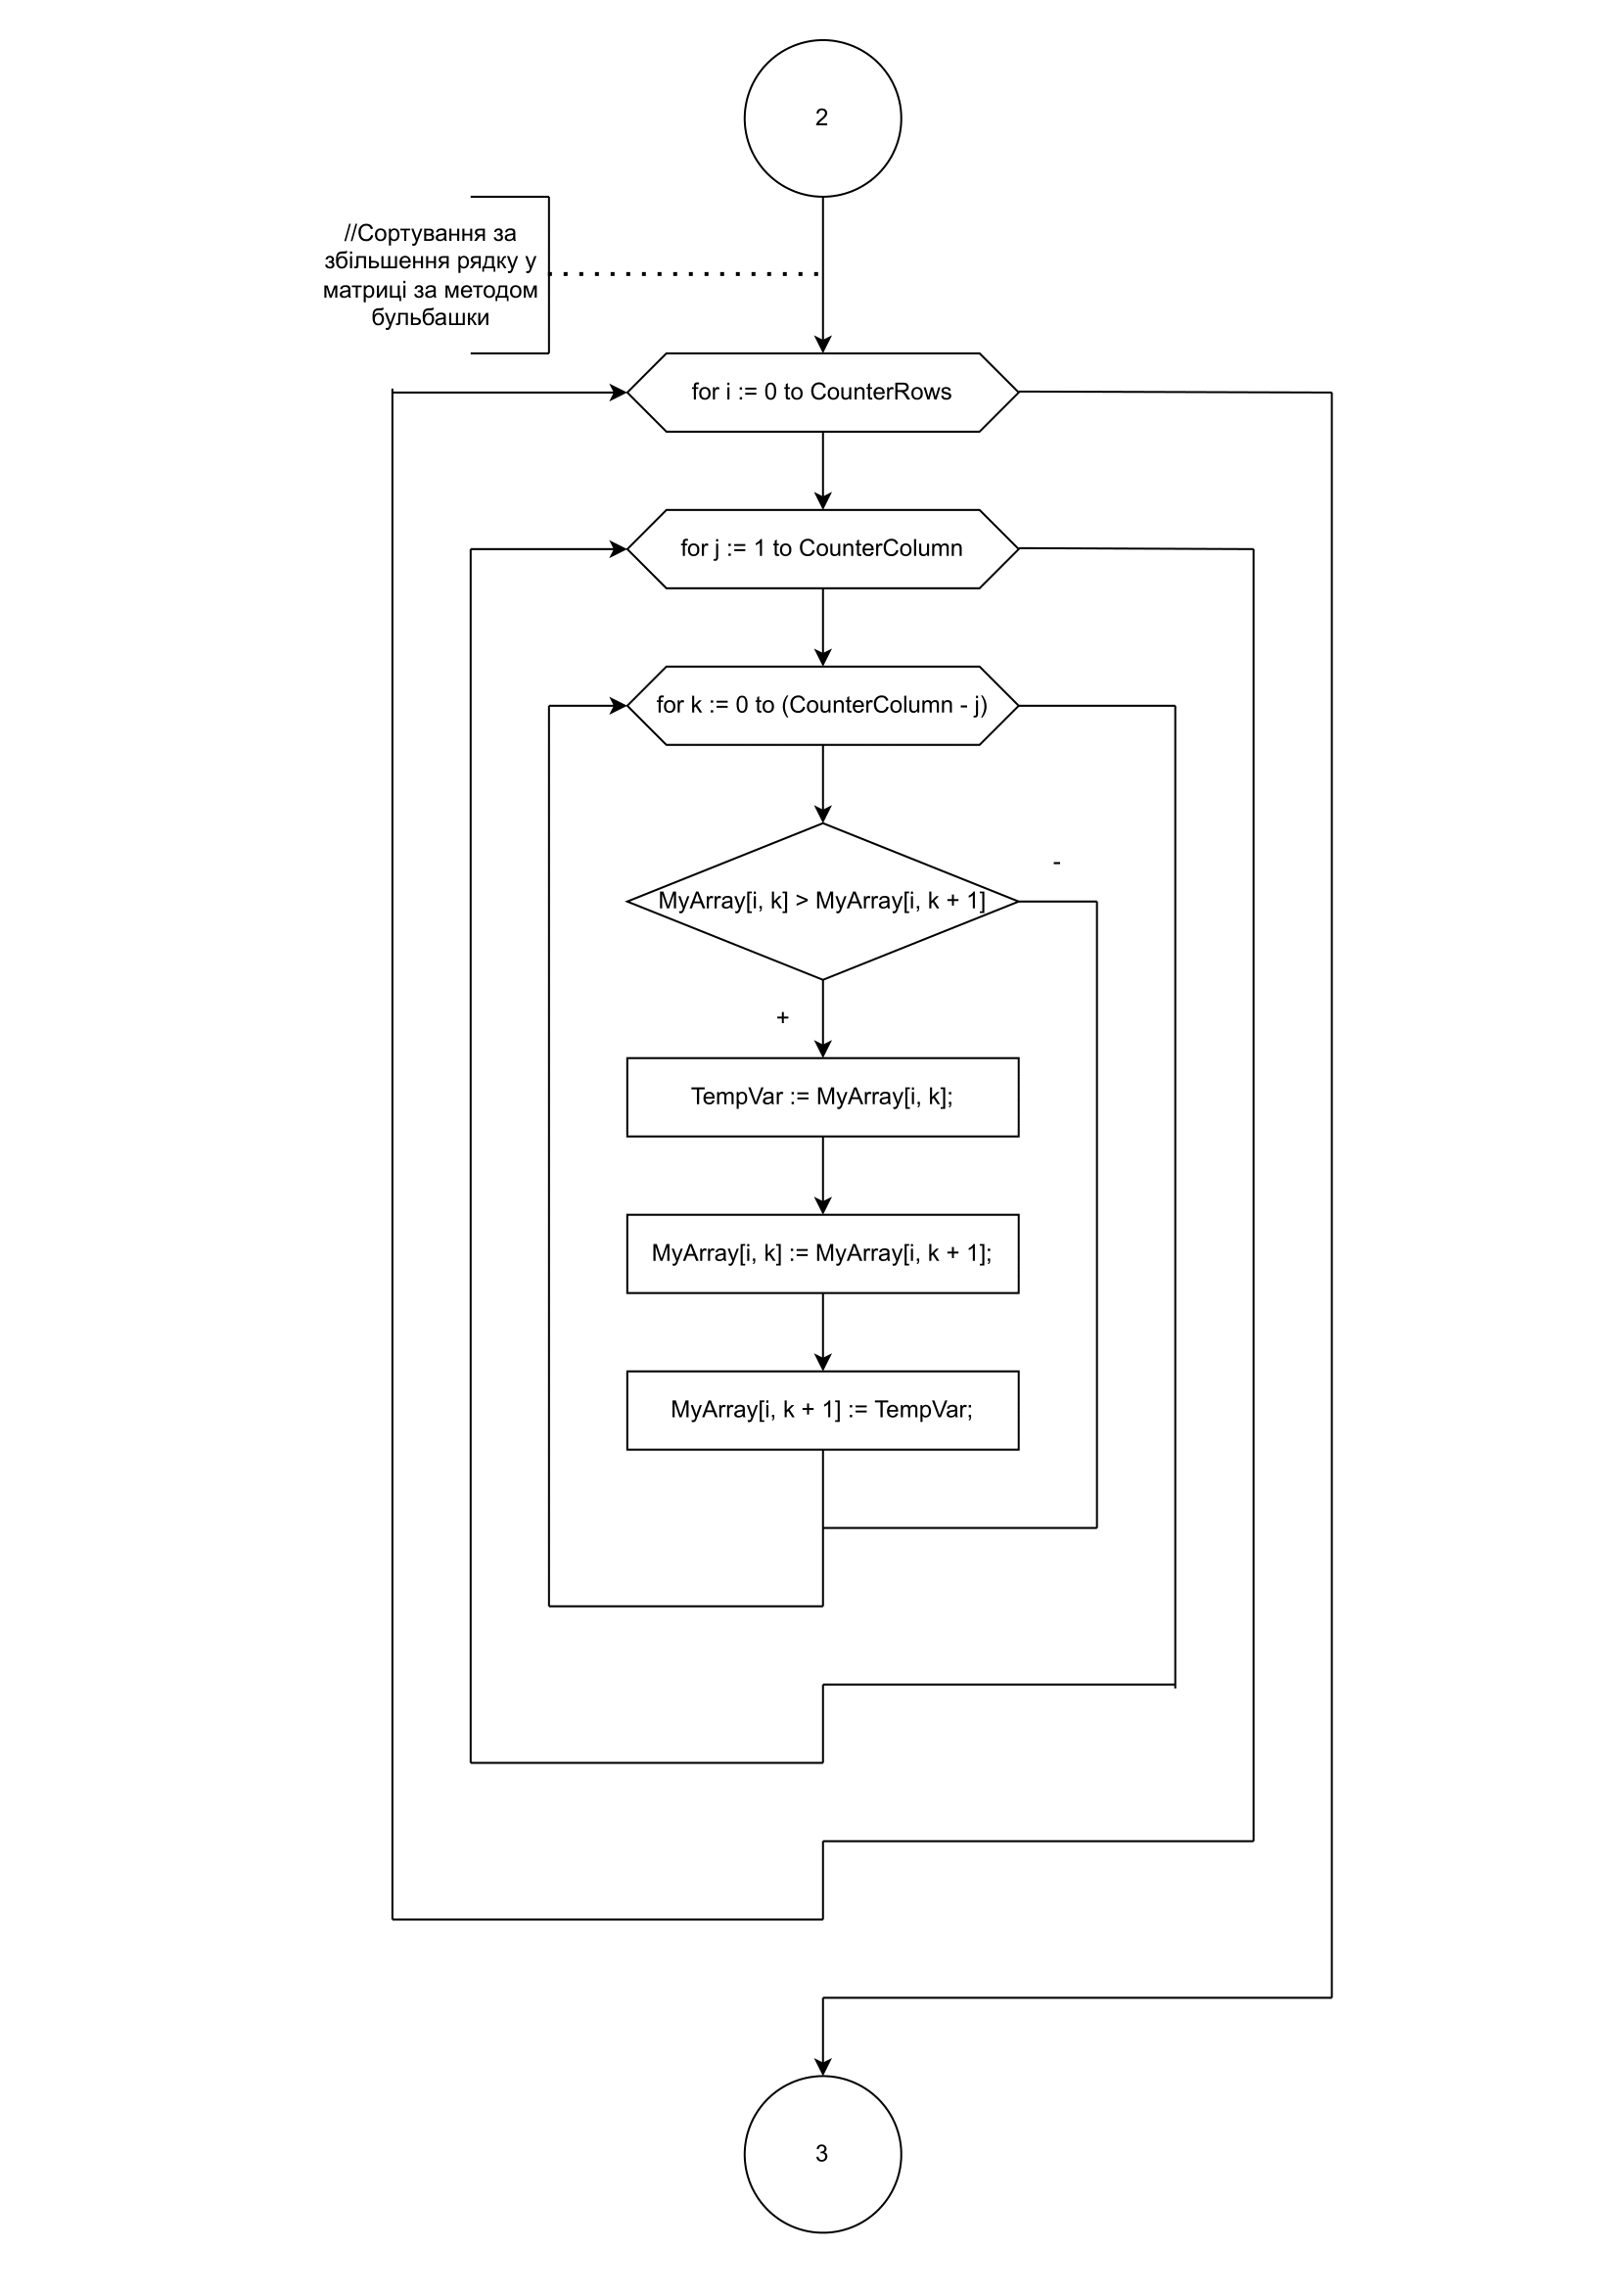 2
//Сортування за
збільшення рядку у
матриці за методом
бульбашки
for i := 0 to CounterRows
for j := 1 to CounterColumn
for k := 0 to (CounterColumn - j)
-
MyArray[i, k] > MyArray[i, k + 1]
+
TempVar := MyArray[i, k];
MyArray[i, k] := MyArray[i, k + 1];
MyArray[i, k + 1] := TempVar;
3